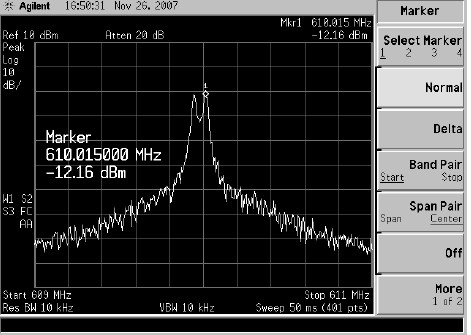 Agilent 16:50:31 Nov 26, 2007
Marker
Mkr1 610.015 MHz
Ref 10 dBm Atten 20 dB -12.16 dBm
Peak
Log
10
dB/
1
Marker
610.015000 MHz
-12.16 dBm
W1 S2
S3 FC
AA
Start 609 MHz Stop 611 MHz
Res BW 10 kHz VBW 10 kHz Sweep 50 ms (401 pts)
Select Marker
1 2 3 4
Normal
Delta
Band Pair
Start Stop
Span Pair
Span Center
Off
More
1 of 2